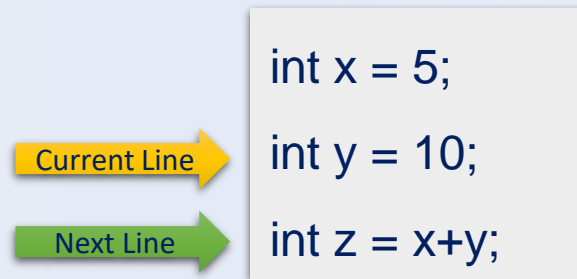 int x = 5;
Current Line int y = 10;
Next Line int z = x+y;